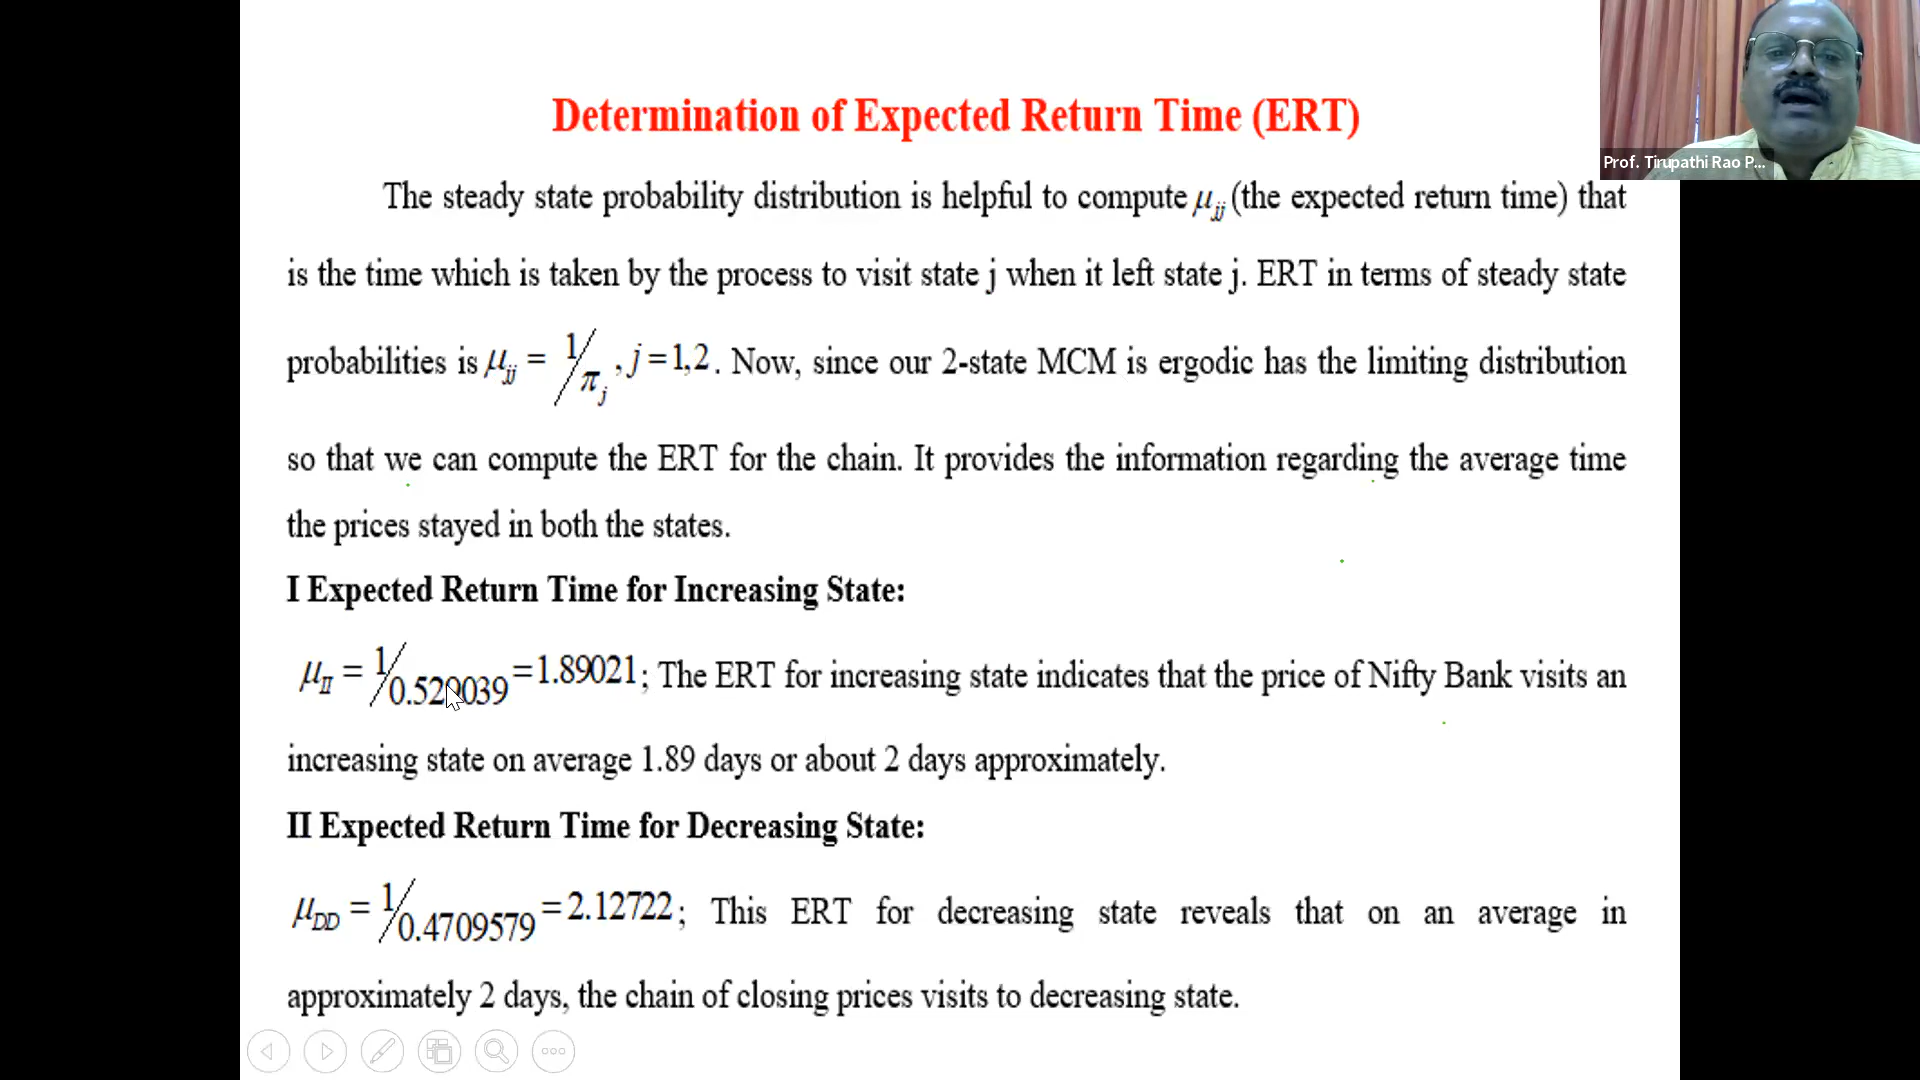 Determination of Expected Return Time (ERT)
Prof. Tirupathi Rao P...
The steady state probability distribution is helpful to compute μjj (the expected return time) that
is the time which is taken by the process to visit state j when it left state j. ERT in terms of steady state
probabilities is μjj = 1/πj , j = 1,2. Now, since our 2-state MCM is ergodic has the limiting distribution
so that we can compute the ERT for the chain. It provides the information regarding the average time
the prices stayed in both the states.
I Expected Return Time for Increasing State:
μII = 1/0.529039 = 1.89021; The ERT for increasing state indicates that the price of Nifty Bank visits an
increasing state on average 1.89 days or about 2 days approximately.
II Expected Return Time for Decreasing State:
μDD = 1/0.4709579 = 2.12722; This ERT for decreasing state reveals that on an average in
approximately 2 days, the chain of closing prices visits to decreasing state.